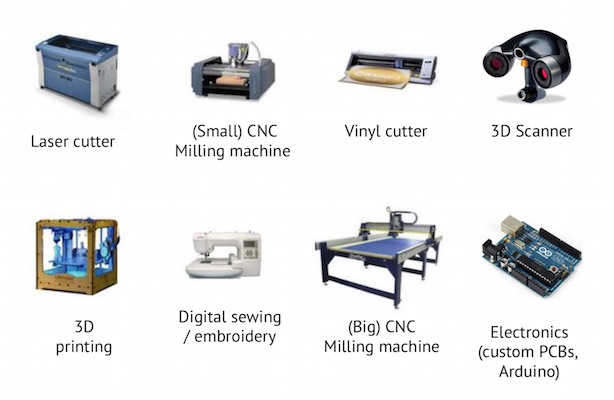 Laser cutter
(Small) CNC
Milling machine
Vinyl cutter
3D Scanner
3D
printing
Digital sewing
/ embroidery
(Big) CNC
Milling machine
Electronics
(custom PCBs,
Arduino)